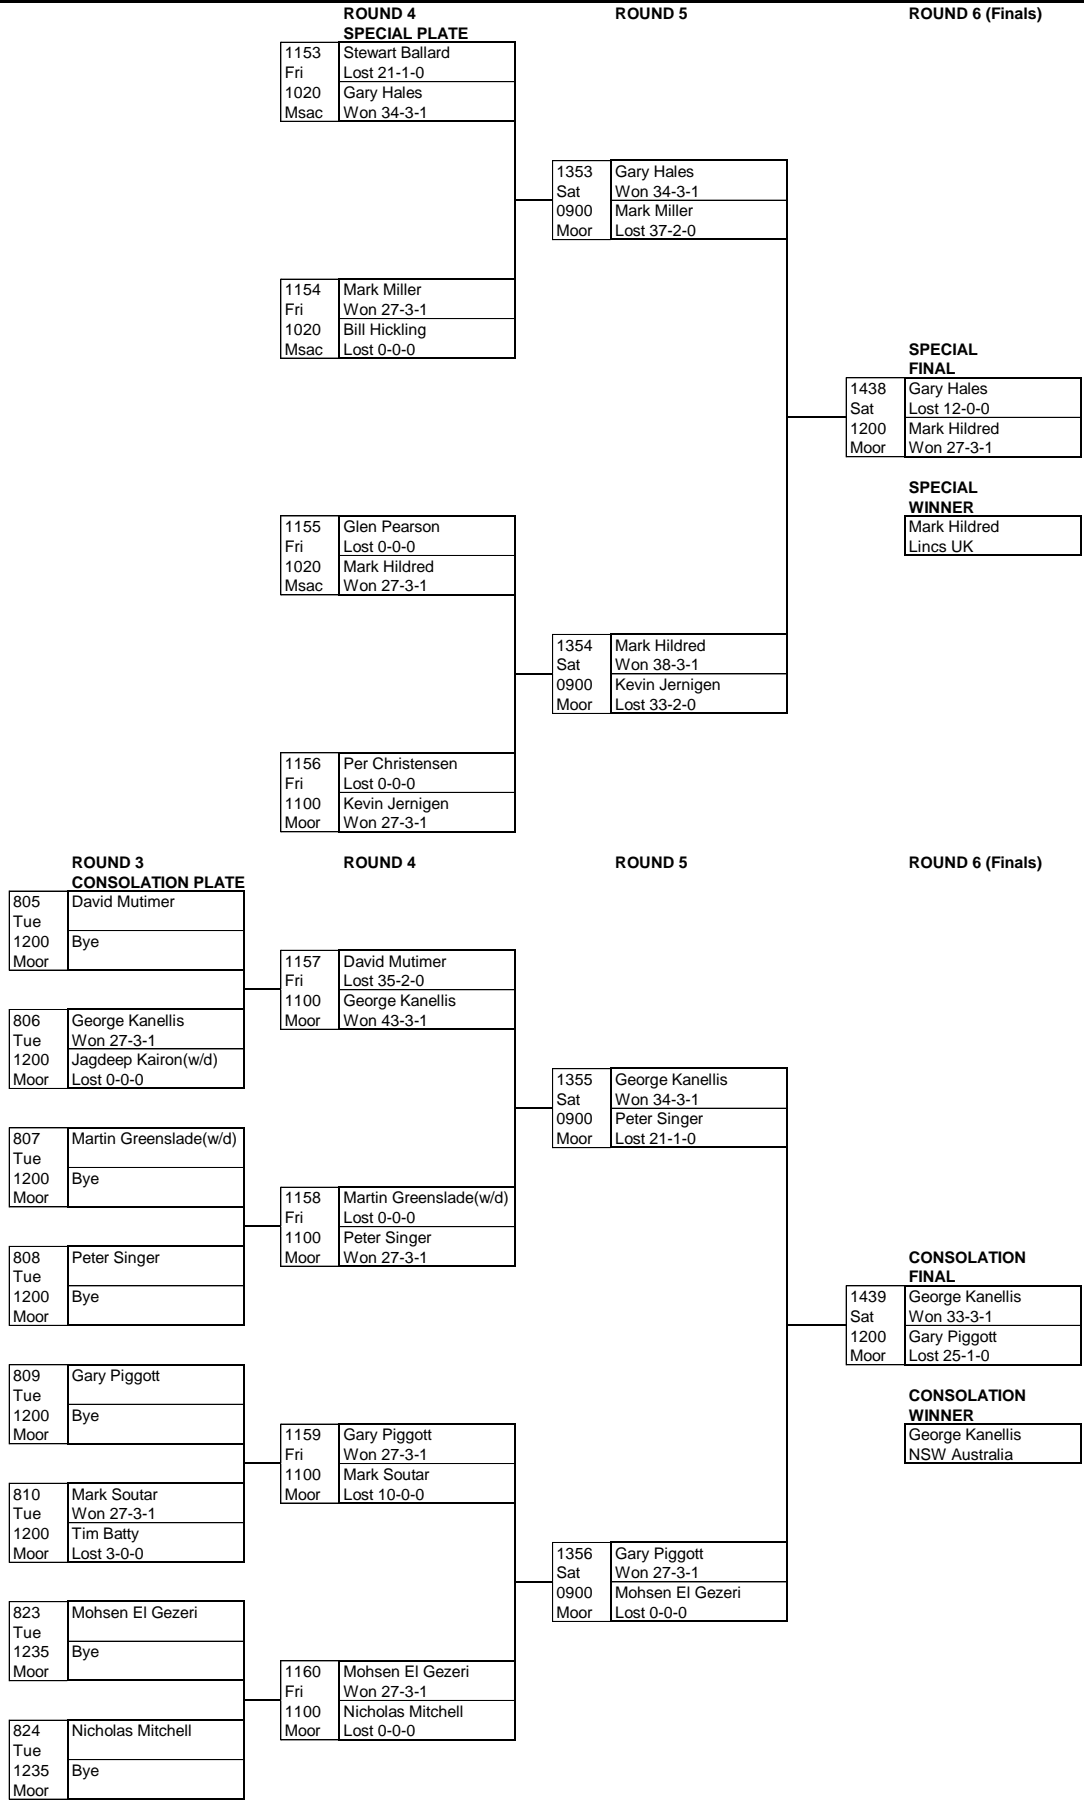 ROUND 4 ROUND 5 ROUND 6 (Finals)
SPECIAL PLATE
1153 Stewart Ballard
Fri Lost 21-1-0
1020 Gary Hales
Msac Won 34-3-1
1353 Gary Hales
Sat Won 34-3-1
0900 Mark Miller
Moor Lost 37-2-0
1154 Mark Miller
Fri Won 27-3-1
1020 Bill Hickling
Msac Lost 0-0-0
SPECIAL
FINAL
1438 Gary Hales
Sat Lost 12-0-0
1200 Mark Hildred
Moor Won 27-3-1
SPECIAL
WINNER
Mark Hildred
Lincs UK
1155 Glen Pearson
Fri Lost 0-0-0
1020 Mark Hildred
Msac Won 27-3-1
1354 Mark Hildred
Sat Won 38-3-1
0900 Kevin Jernigen
Moor Lost 33-2-0
1156 Per Christensen
Fri Lost 0-0-0
1100 Kevin Jernigen
Moor Won 27-3-1
ROUND 3 ROUND 4 ROUND 5 ROUND 6 (Finals)
CONSOLATION PLATE
805 David Mutimer
Tue
1200 Bye
Moor
1157 David Mutimer
Fri Lost 35-2-0
1100 George Kanellis
Moor Won 43-3-1
806 George Kanellis
Tue Won 27-3-1
1200 Jagdeep Kairon(w/d)
Moor Lost 0-0-0
1355 George Kanellis
Sat Won 34-3-1
0900 Peter Singer
Moor Lost 21-1-0
807 Martin Greenslade(w/d)
Tue
1200 Bye
Moor
1158 Martin Greenslade(w/d)
Fri Lost 0-0-0
1100 Peter Singer
Moor Won 27-3-1
808 Peter Singer
Tue
1200 Bye
Moor
CONSOLATION
FINAL
1439 George Kanellis
Sat Won 33-3-1
1200 Gary Piggott
Moor Lost 25-1-0
809 Gary Piggott
Tue
1200 Bye
Moor
CONSOLATION
WINNER
George Kanellis
NSW Australia
1159 Gary Piggott
Fri Won 27-3-1
1100 Mark Soutar
Moor Lost 10-0-0
810 Mark Soutar
Tue Won 27-3-1
1200 Tim Batty
Moor Lost 3-0-0
1356 Gary Piggott
Sat Won 27-3-1
0900 Mohsen El Gezeri
Moor Lost 0-0-0
823 Mohsen El Gezeri
Tue
1235 Bye
Moor
1160 Mohsen El Gezeri
Fri Won 27-3-1
1100 Nicholas Mitchell
Moor Lost 0-0-0
824 Nicholas Mitchell
Tue
1235 Bye
Moor